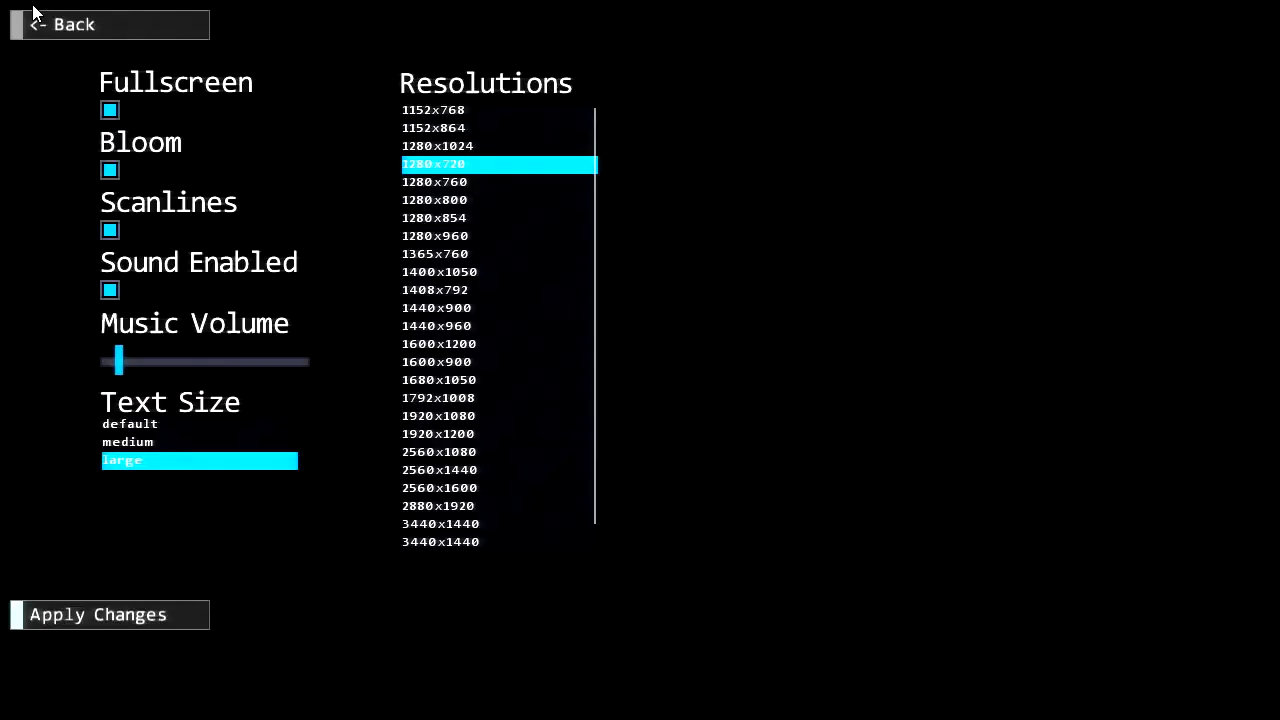 <- Back
Fullscreen
Bloom
Scanlines
Sound Enabled
Music Volume
Text Size
default
medium
large
Resolutions
1152x768
1152x864
1280x1024
1280x720
1280x760
1280x800
1280x854
1280x960
1365x760
1400x1050
1408x792
1440x900
1440x960
1600x1200
1600x900
1680x1050
1792x1008
1920x1080
1920x1200
2560x1080
2560x1440
2560x1600
2880x1920
3440x1440
3440x1440
Apply Changes